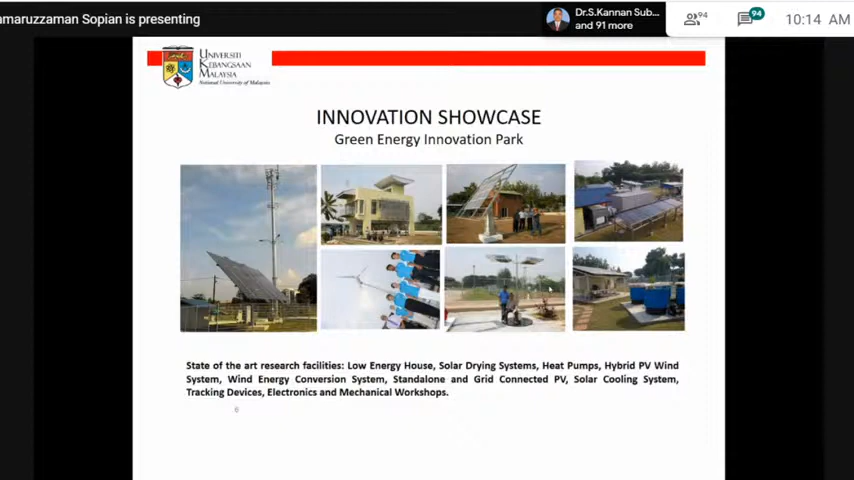 amaruzzaman Sopian is presenting
Dr.S.Kannan Sub...
and 91 more
94
94
10:14 AM
UNIVERSITI
KEBANGSAAN
MALAYSIA
National University of Malaysia
INNOVATION SHOWCASE
Green Energy Innovation Park
State of the art research facilities: Low Energy House, Solar Drying Systems, Heat Pumps, Hybrid PV Wind
System, Wind Energy Conversion System, Standalone and Grid Connected PV, Solar Cooling System,
Tracking Devices, Electronics and Mechanical Workshops.
6